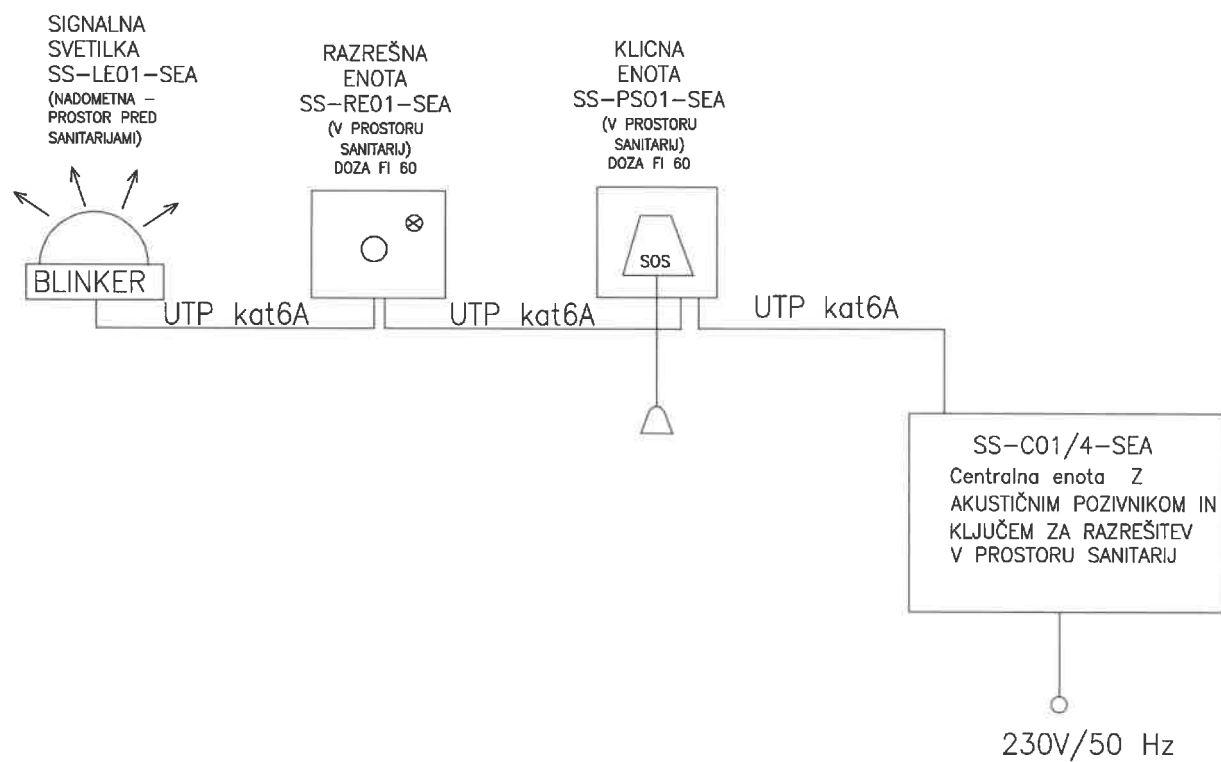 SIGNALNA
SVETILKA
SS-LE01-SEA
(NADOMETNA -
PROSTOR PRED
SANITARIJAMI)
BLINKER
RAZREŠNA
ENOTA
SS-RE01-SEA
(V PROSTORU
SANITARIJ)
DOZA FI 60
KLICNA
ENOTA
SS-PS01-SEA
(V PROSTORU
SANITARIJ)
DOZA FI 60
SOS
UTP kat6A
UTP kat6A
UTP kat6A
SS-C01/4-SEA
Centralna enota Z
AKUSTIČNIM POZIVNIKOM IN
KLJUČEM ZA RAZREŠITEV
V PROSTORU SANITARIJ
230V/50 Hz